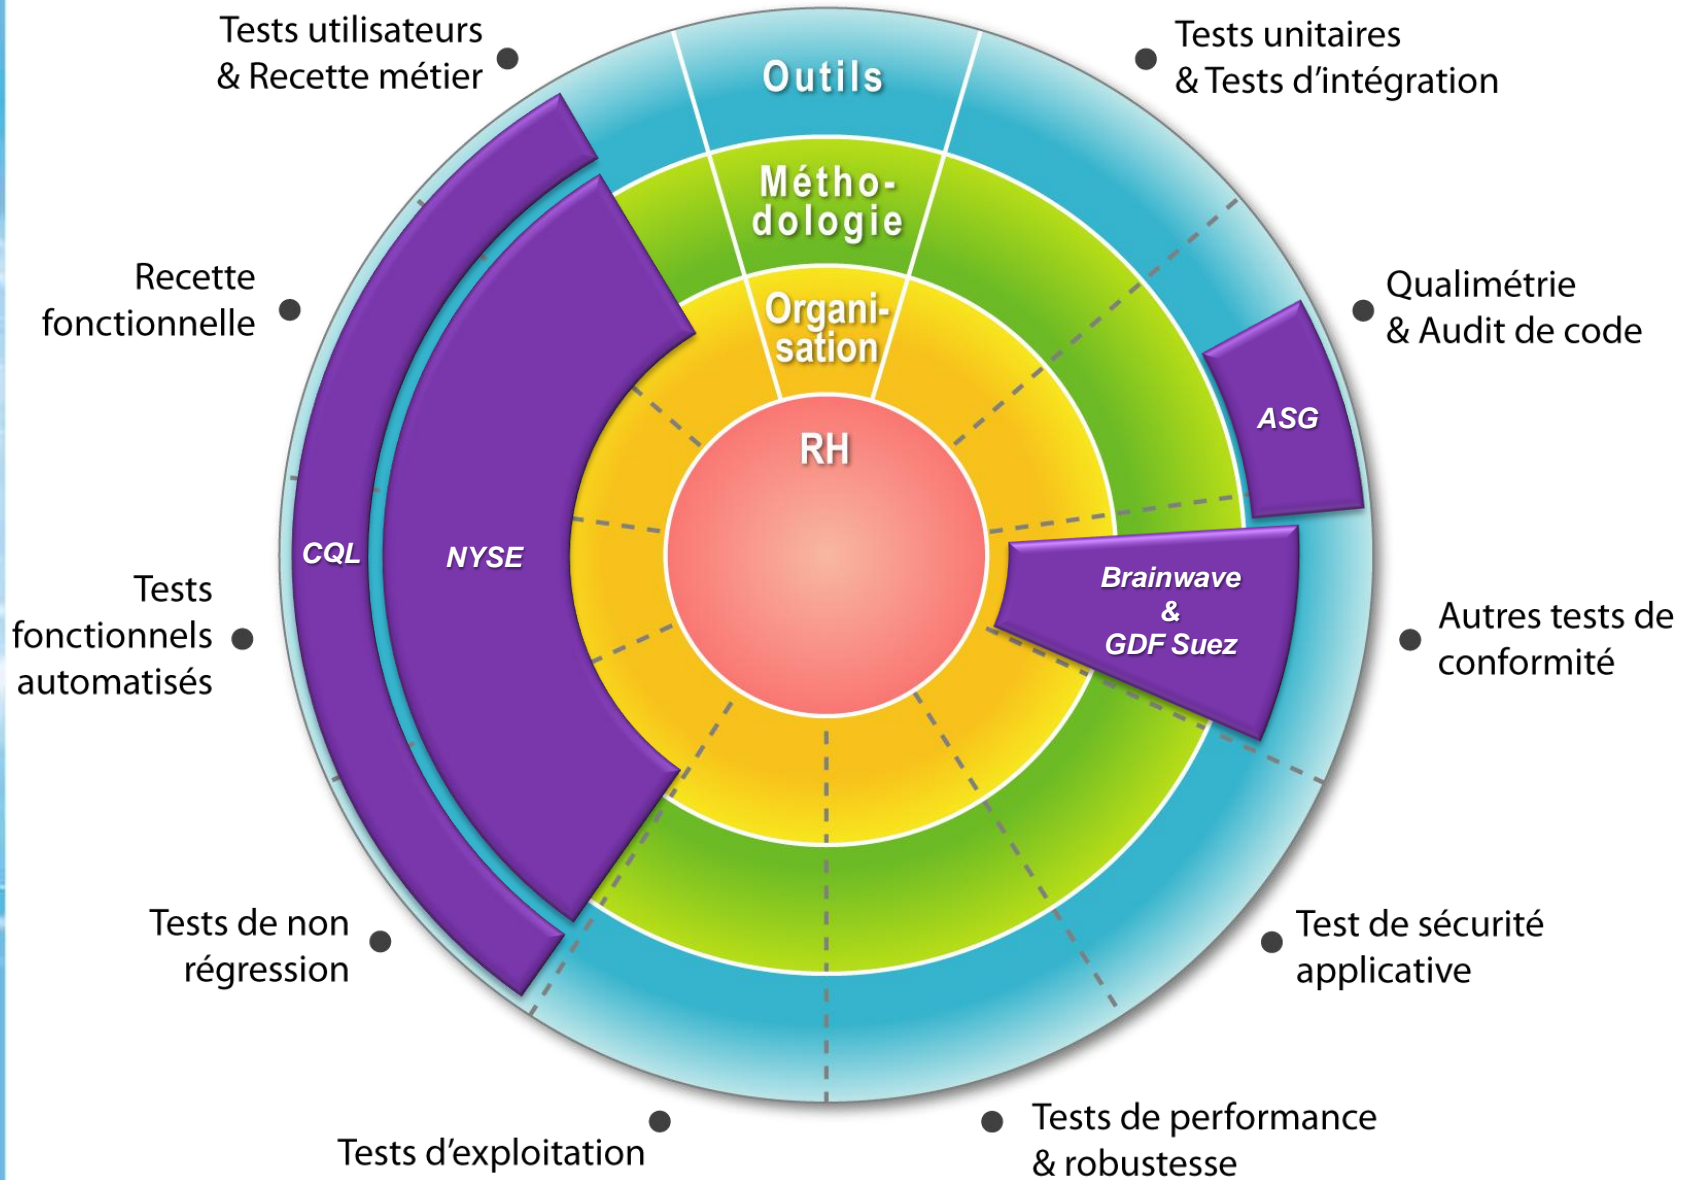 Tests utilisateurs
& Recette métier
Tests unitaires
& Tests d’intégration
Outils
Métho-
dologie
Organi-
sation
RH
Recette
fonctionnelle
Qualimétrie
& Audit de code
ASG
CQL
NYSE
Brainwave
&
GDF Suez
Tests
fonctionnels
automatisés
Autres tests de
conformité
Tests de non
régression
Test de sécurité
applicative
Tests d’exploitation
Tests de performance
& robustesse